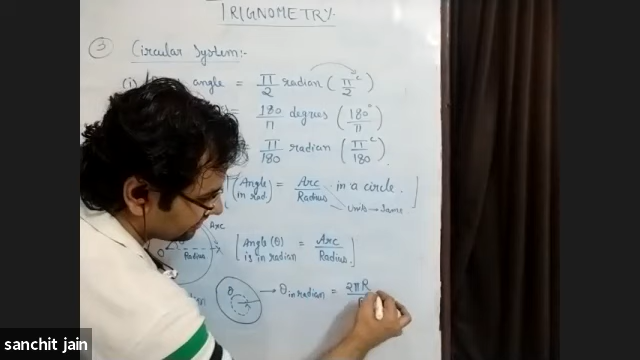 TRIGNOMETRY.
③ Circular System:-
(i) angle = π/2 radian (π/2 ᶜ)
= 180/π degrees (180°/π)
= π/180 radian (π/180 ᶜ)
[(Angle in rad) = Arc/Radius in a circle.]
units → Same
Arc
O Radius
[Angle (θ) is in radian = Arc/Radius.]
θ → θ in radian = 2πR
sanchit jain